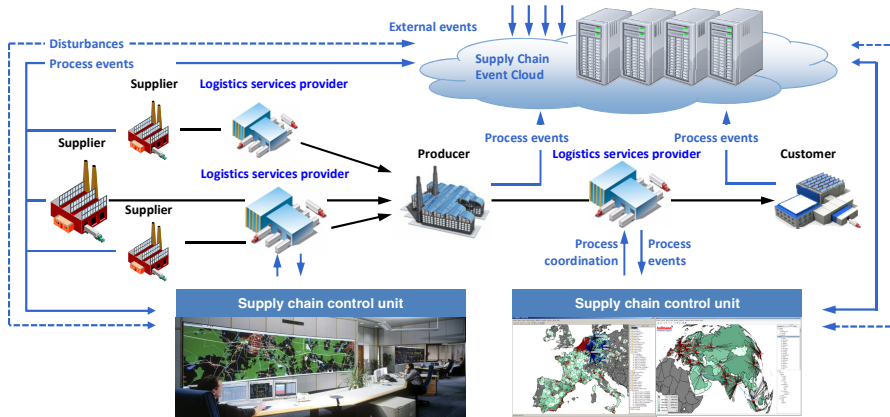 External events
Disturbances
Process events
Supply Chain
Event Cloud
Supplier
Logistics services provider
Supplier
Process events
Process events
Producer
Logistics services provider
Customer
Logistics services provider
Supplier
Process
coordination
Process
events
Supply chain control unit
Supply chain control unit